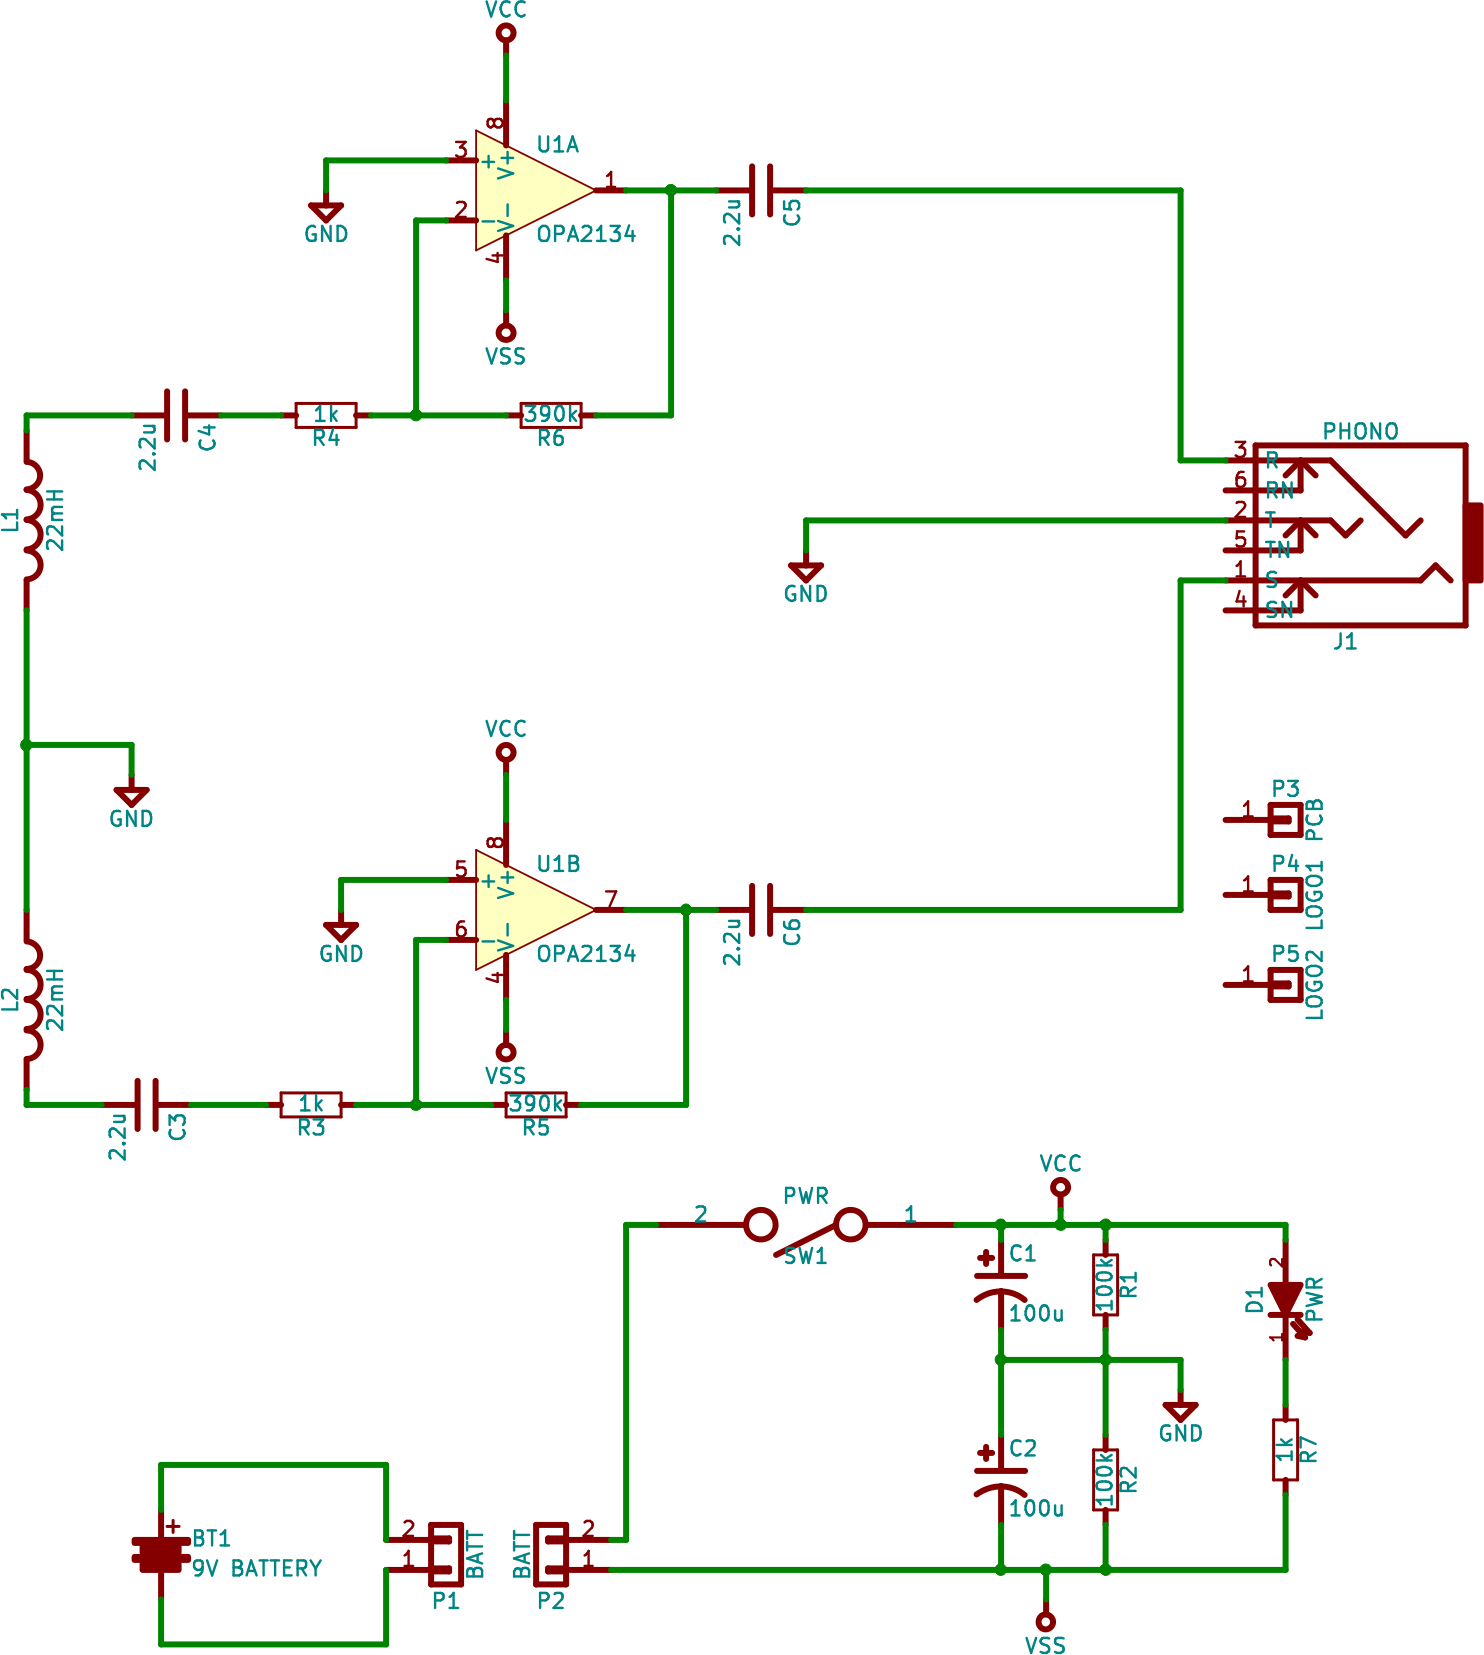 VCC
8
U1A
3
+
V+
1
2
-
V-
OPA2134
4
GND
VSS
2.2u
C5
2.2u
C4
1k
R4
390k
R6
L1
22mH
PHONO
3
R
6
RN
2
T
5
TN
1
S
4
SN
J1
GND
GND
VCC
8
U1B
5
+
V+
7
6
-
V-
OPA2134
4
GND
VSS
2.2u
C6
P3
1
PCB
P4
1
LOGO1
P5
1
LOGO2
L2
22mH
2.2u
C3
1k
R3
390k
R5
VCC
PWR
2
1
SW1
C1
100u
100k
R1
D1
2
1
PWR
GND
C2
100u
100k
R2
1k
R7
+
BT1
9V BATTERY
2
1
BATT
P1
BATT
2
1
P2
VSS